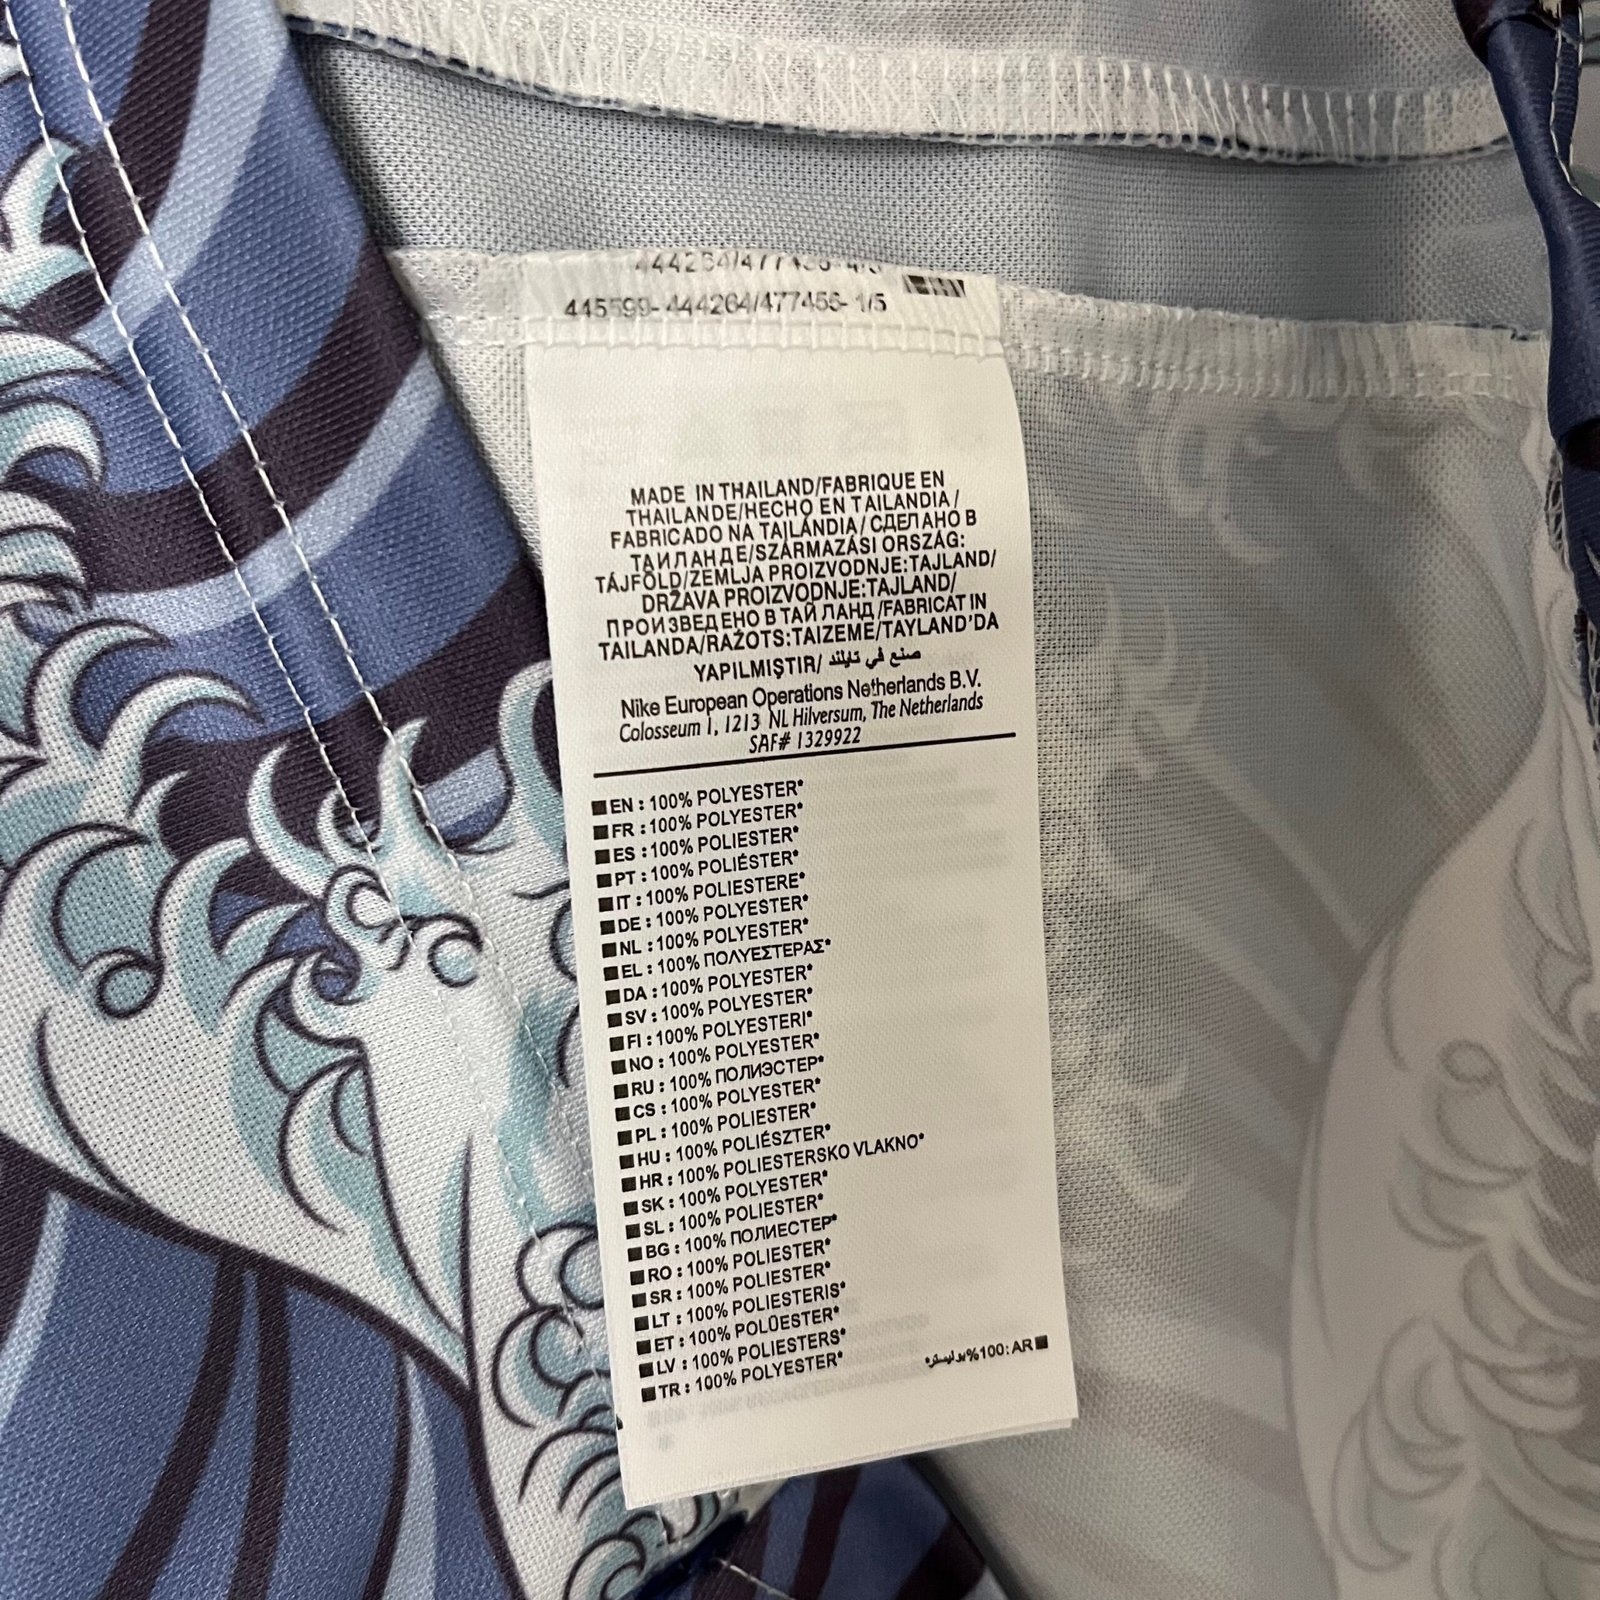 445599-444264/477466-1/5
MADE IN THAILAND/FABRIQUE EN
THAILANDE/HECHO EN TAILANDIA/
FABRICADO NA TAILÂNDIA/СДЕЛАНО В
ТАИЛАНДЕ/SZÁRMAZÁSI ORSZÁG:
TÁJFÖLD/ZEMLJA PROIZVODNJE:TAJLAND/
DRŽAVA PROIZVODNJE:TAJLAND/
ПРОИЗВЕДЕНО В ТАЙЛАНД/FABRICAT IN
TAILANDA/RAŽOTS:TAIZEMĒ/TAYLAND'DA
YAPILMIŞTIR/ صنع في تايلند
Nike European Operations Netherlands B.V.
Colosseum 1, 1213 NL Hilversum, The Netherlands
SAF# 1329922
EN : 100% POLYESTER*
FR : 100% POLYESTER*
ES : 100% POLIESTER*
PT : 100% POLIÉSTER*
IT : 100% POLIESTERE*
DE : 100% POLYESTER*
NL : 100% POLYESTER*
EL : 100% ΠΟΛΥΕΣΤΕΡΑΣ*
DA : 100% POLYESTER*
SV : 100% POLYESTER*
FI : 100% POLYESTERI*
NO : 100% POLYESTER*
RU : 100% ПОЛИЭСТЕР*
CS : 100% POLYESTER*
PL : 100% POLIESTER*
HU : 100% POLIÉSZTER*
HR : 100% POLIESTERSKO VLAKNO*
SK : 100% POLYESTER*
SL : 100% POLIESTER*
BG : 100% ПОЛИЕСТЕР*
RO : 100% POLIESTER*
SR : 100% POLIESTER*
LT : 100% POLIESTERIS*
ET : 100% POLÜESTER*
LV : 100% POLIESTERS*
TR : 100% POLYESTER*
AR :100% بوليستر*